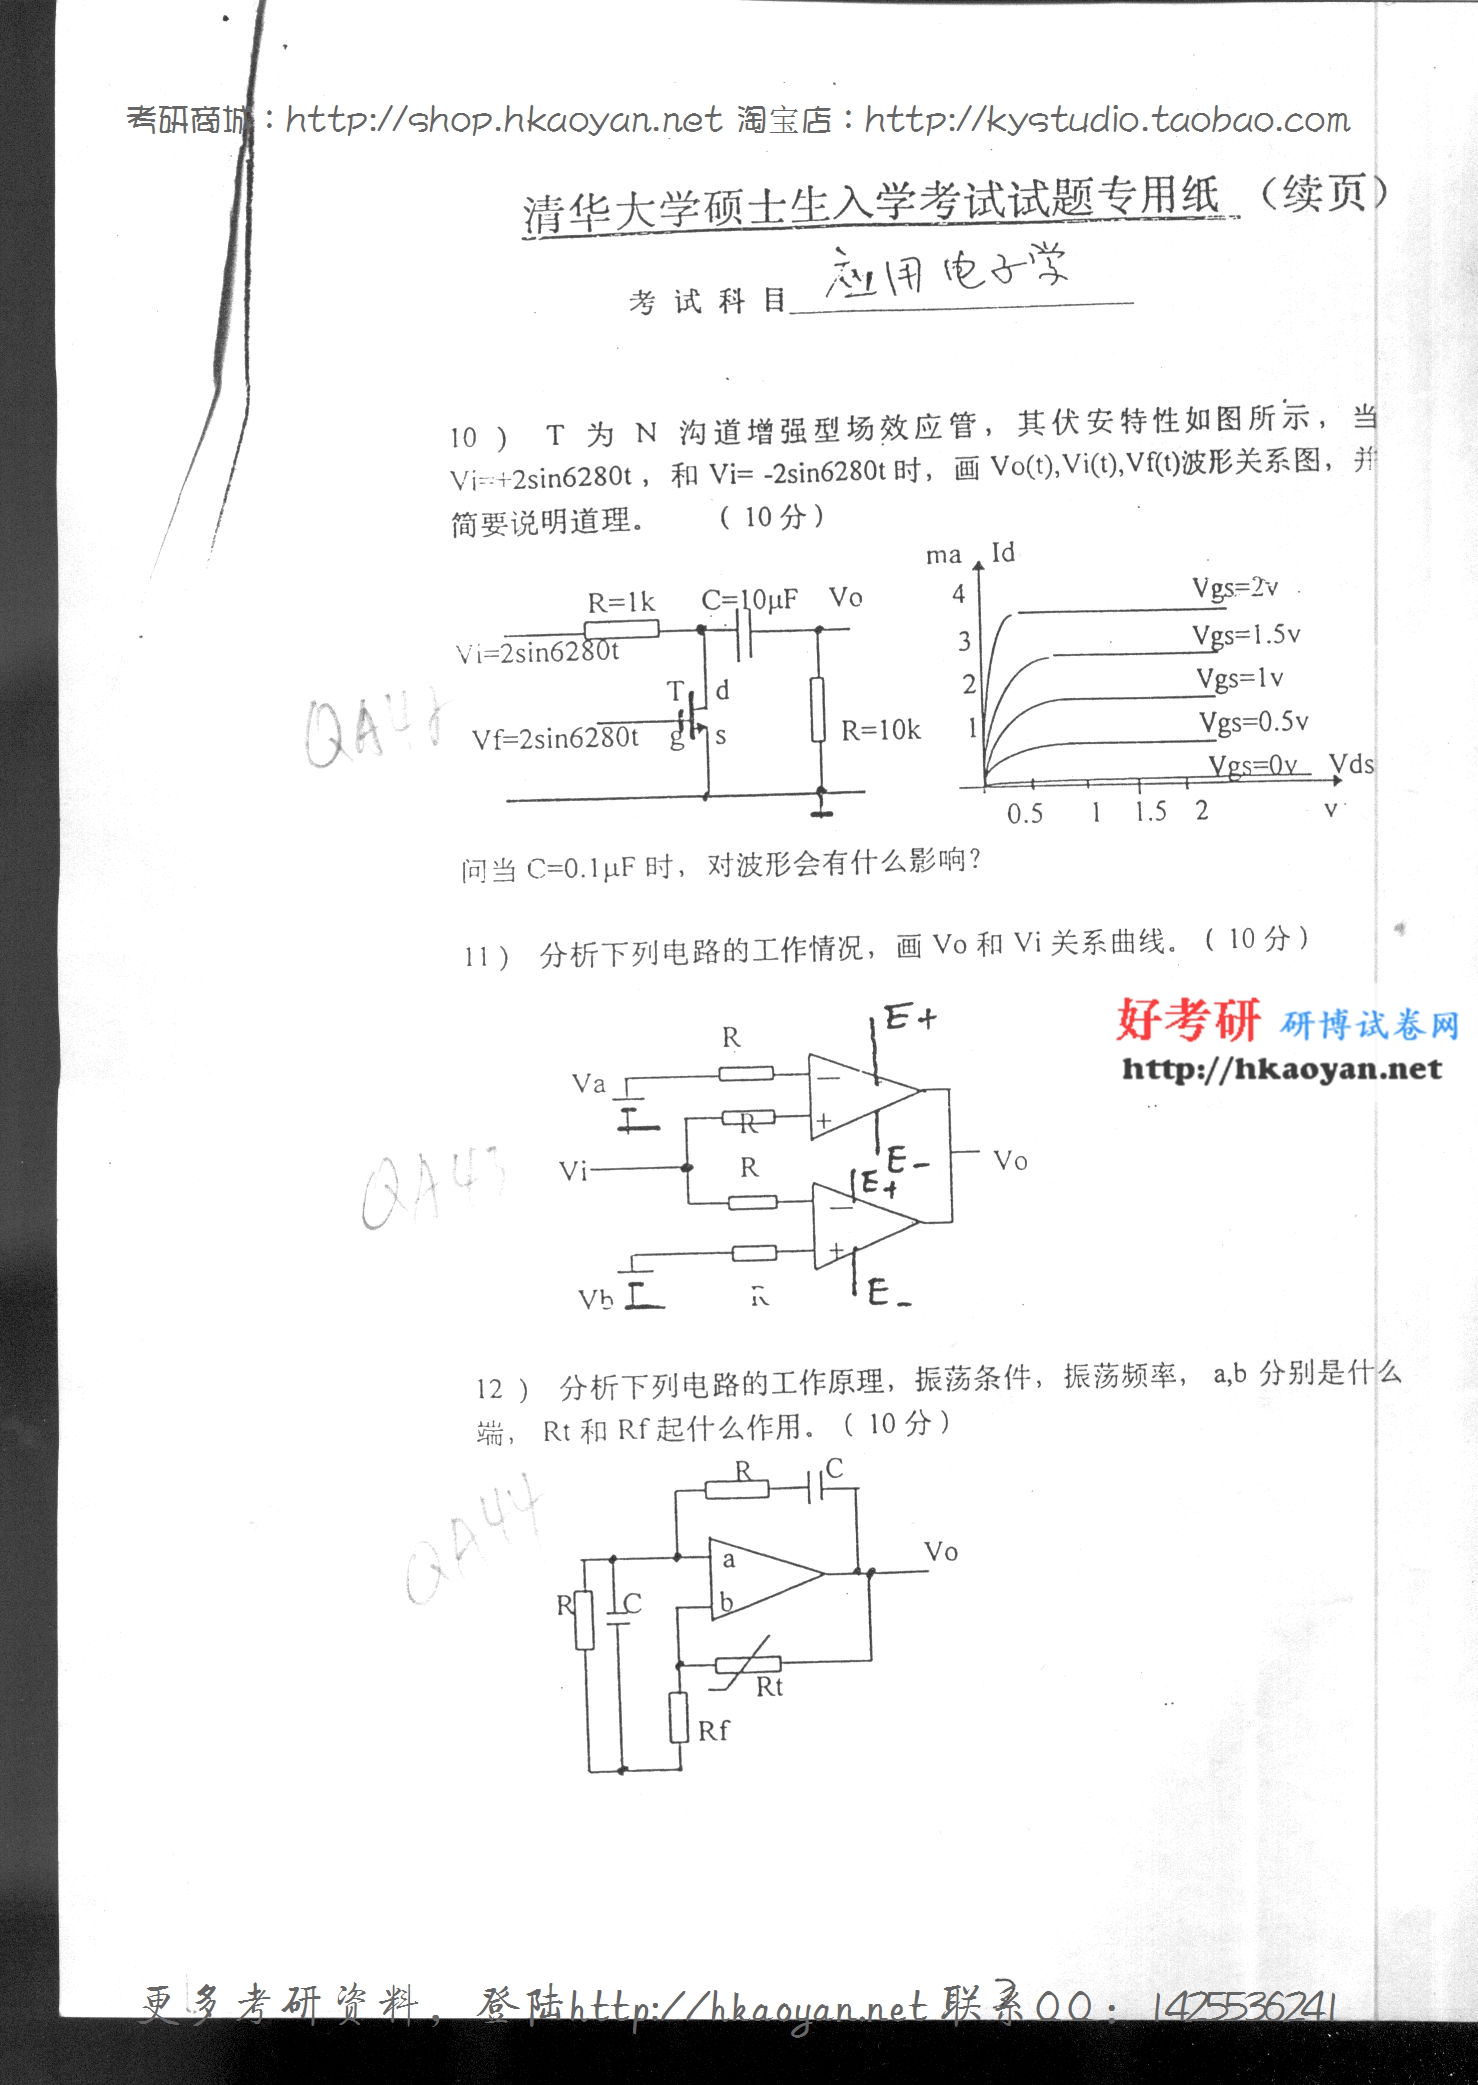 考研商城：http://shop.hkaoyan.net 淘宝店：http://kystudio.taobao.com
清华大学硕士生入学考试试题专用纸 （续页）
考试科目 应用电子学
10） T 为 N 沟道增强型场效应管，其伏安特性如图所示，当
Vi=+2sin6280t，和 Vi= -2sin6280t 时，画 Vo(t),Vi(t),Vf(t)波形关系图，并
简要说明道理。 （10 分）
ma Id
R=1k C=10μF Vo
4 Vgs=2v
Vi=2sin6280t
3 Vgs=1.5v
T d
2 Vgs=1v
Vf=2sin6280t g s
R=10k
1 Vgs=0.5v
Vgs=0v Vds
0.5 1 1.5 2 v
QA42
问当 C=0.1μF 时，对波形会有什么影响？
11） 分析下列电路的工作情况，画 Vo 和 Vi 关系曲线。（10 分）
好考研 研博试卷网
http://hkaoyan.net
E+
R
Va
−
R
+
E−
Vi
R
E+
Vo
QA43
−
+
Vb
R
E−
12） 分析下列电路的工作原理，振荡条件，振荡频率， a,b 分别是什么
端， Rt 和 Rf 起什么作用。（10 分）
R C
QA44
a
Vo
R C
b
Rt
Rf
更多考研资料，登陆http://hkaoyan.net 联系QQ：1425536241